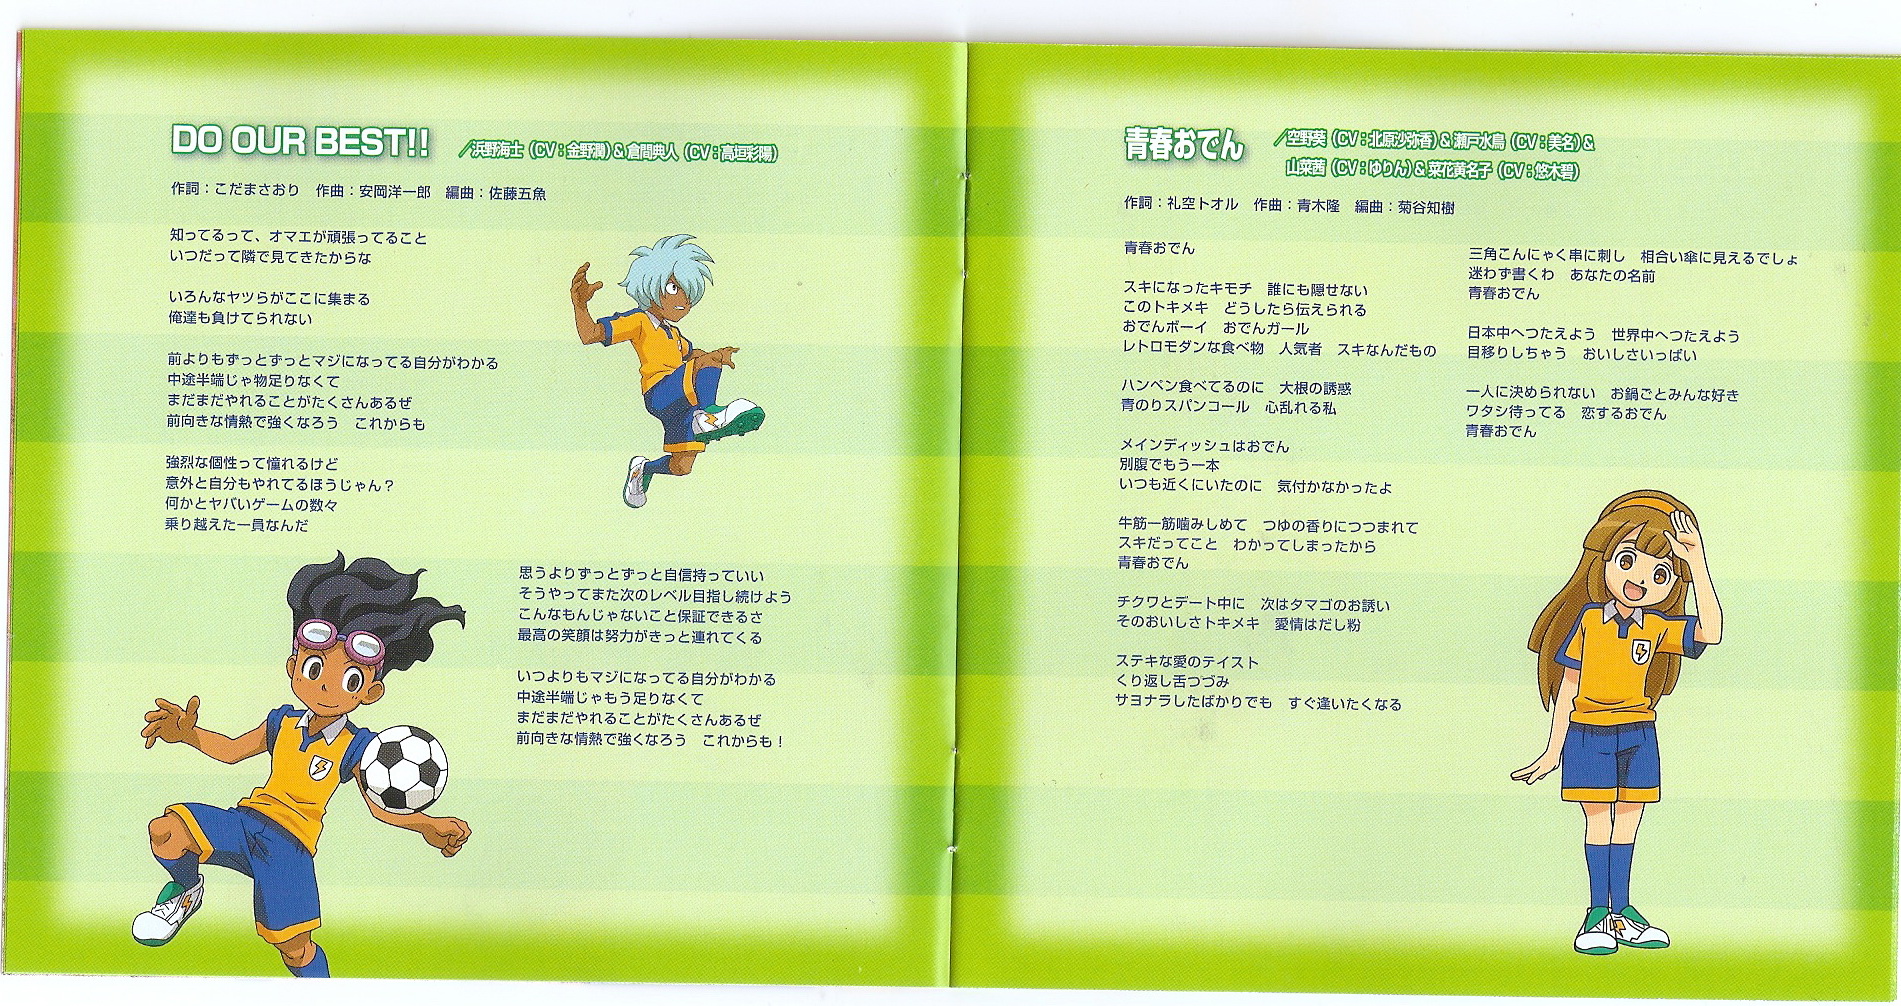 DO OUR BEST!!
／浜野海士（CV：金野潤）＆倉間典人（CV：高垣彩陽）
作詞：こだまさおり　作曲：安岡洋一郎　編曲：佐藤五魚
知ってるって、オマエが頑張ってること
いつだって隣で見てきたからな
いろんなヤツらがここに集まる
俺達も負けてられない
前よりもずっとずっとマジになってる自分がわかる
中途半端じゃ物足りなくて
まだまだやれることがたくさんあるぜ
前向きな情熱で強くなろう　これからも
強烈な個性って憧れるけど
意外と自分もやれてるほうじゃん？
何かとヤバいゲームの数々
乗り越えた一員なんだ
思うよりずっとずっと自信持っていい
そうやってまた次のレベル目指し続けよう
こんなもんじゃないこと保証できるさ
最高の笑顔は努力がきっと連れてくる
いつよりもマジになってる自分がわかる
中途半端じゃもう足りなくて
まだまだやれることがたくさんあるぜ
前向きな情熱で強くなろう　これからも！
青春おでん
／空野葵（CV：北原沙弥香）＆瀬戸水鳥（CV：美名）＆
山菜茜（CV：ゆりん）＆菜花黄名子（CV：悠木碧）
作詞：礼空トオル　作曲：青木隆　編曲：菊谷知樹
青春おでん
スキになったキモチ　誰にも隠せない
このトキメキ　どうしたら伝えられる
おでんボーイ　おでんガール
レトロモダンな食べ物　人気者　スキなんだもの
ハンペン食べてるのに　大根の誘惑
青のりスパンコール　心乱れる私
メインディッシュはおでん
別腹でもう一本
いつも近くにいたのに　気付かなかったよ
牛筋一筋噛みしめて　つゆの香りにつつまれて
スキだってこと　わかってしまったから
青春おでん
チクワとデート中に　次はタマゴのお誘い
そのおいしさトキメキ　愛情はだし粉
ステキな愛のテイスト
くり返し舌つづみ
サヨナラしたばかりでも　すぐ逢いたくなる
三角こんにゃく串に刺し　相合い傘に見えるでしょ
迷わず書くわ　あなたの名前
青春おでん
日本中へつたえよう　世界中へつたえよう
目移りしちゃう　おいしさいっぱい
一人に決められない　お鍋ごとみんな好き
ワタシ待ってる　恋するおでん
青春おでん